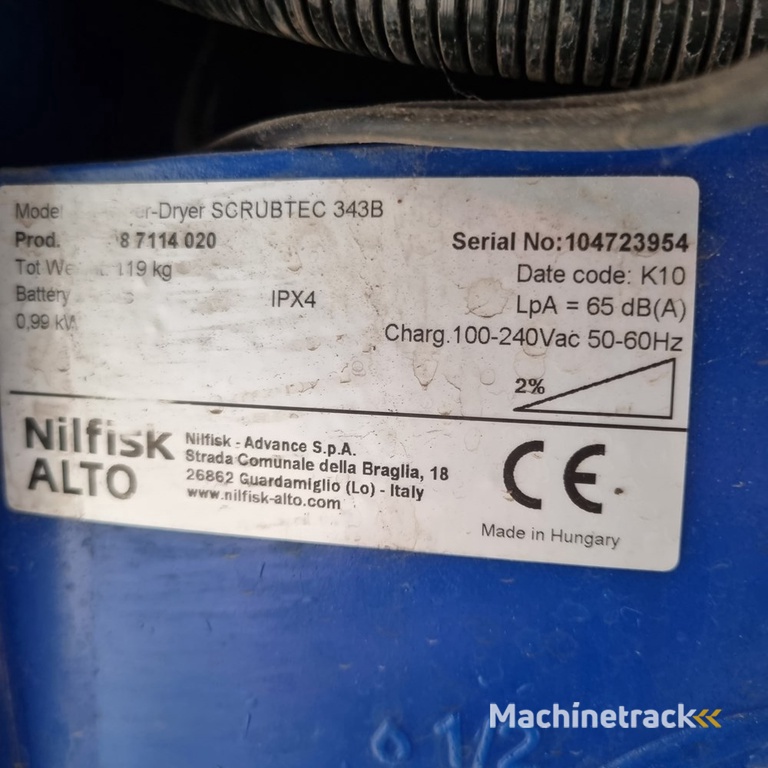 Mode r-Dryer SCRUBTEC 343B
Prod. 8 7114 020
Serial No:104723954
Tot We 119 kg
Date code: K10
Battery IPX4
LpA = 65 dB(A)
0,99 kW
Charg.100-240Vac 50-60Hz
2%
Nilfisk
ALTO
Nilfisk - Advance S.p.A.
Strada Comunale della Braglia, 18
26862 Guardamiglio (Lo) - Italy
www.nilfisk-alto.com
CE
Made in Hungary
Machinetrack